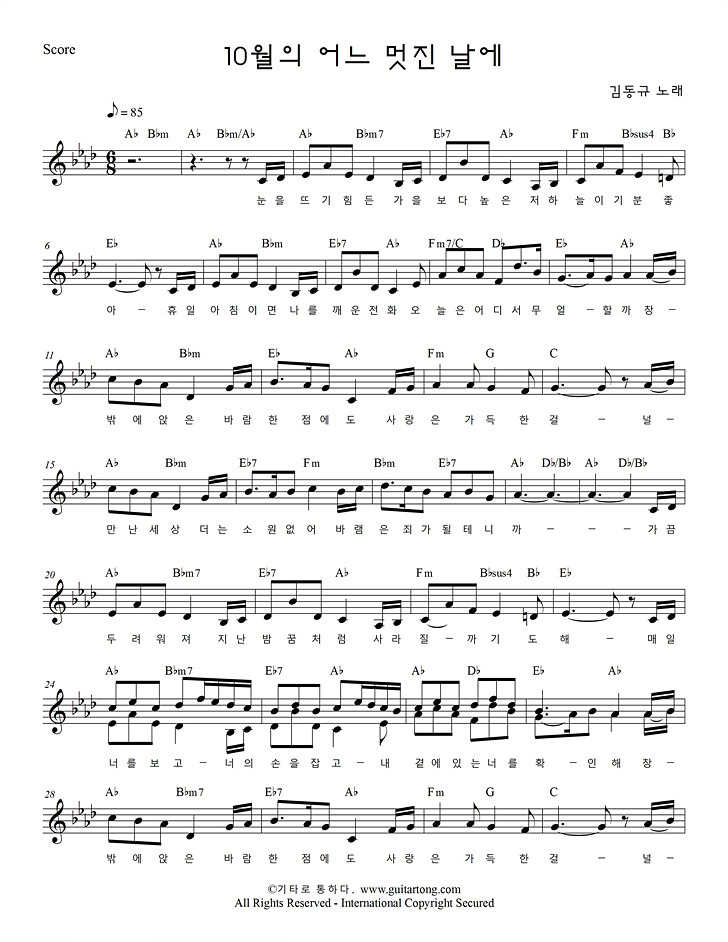 Score
10월의 어느 멋진 날에
김동규 노래
♪= 85
A♭ B♭m A♭ B♭m/A♭ A♭ B♭m7 E♭7 A♭ Fm B♭sus4 B♭
6 8
눈 을 뜨 기 힘 든 가 을 보 다 높 은 저 하 늘 이 기 분 좋
6 E♭ A♭ B♭m E♭7 A♭ Fm7/C D♭ E♭ A♭
아 - 휴 일 아 침 이 면 나 를 깨 운 전 화 오 늘 은 어 디 서 무 얼 - 할 까 창 -
11 A♭ B♭m E♭ A♭ Fm G C
밖 에 앉 은 바 람 한 점 에 도 사 랑 은 가 득 한 걸 - 널 -
15 A♭ B♭m E♭7 Fm B♭m E♭7 A♭ D♭/B♭ A♭ D♭/B♭
만 난 세 상 더 는 소 원 없 어 바 램 은 죄 가 될 테 니 까 - - - 가 끔
20 A♭ B♭m7 E♭7 A♭ Fm B♭sus4 B♭ E♭
두 려 워 져 지 난 밤 꿈 처 럼 사 라 질 - 까 기 도 해 - 매 일
24 A♭ B♭m7 E♭7 A♭ Fm7/C D♭ E♭ A♭
너 를 보 고 - 너 의 손 을 잡 고 - 내 곁 에 있 는 너 를 확 - 인 해 창 -
28 A♭ B♭m7 E♭7 A♭ Fm G C
밖 에 앉 은 바 람 한 점 에 도 사 랑 은 가 득 한 걸 - 널 -
©기타로 통하다. www.guitartong.com
All Rights Reserved - International Copyright Secured